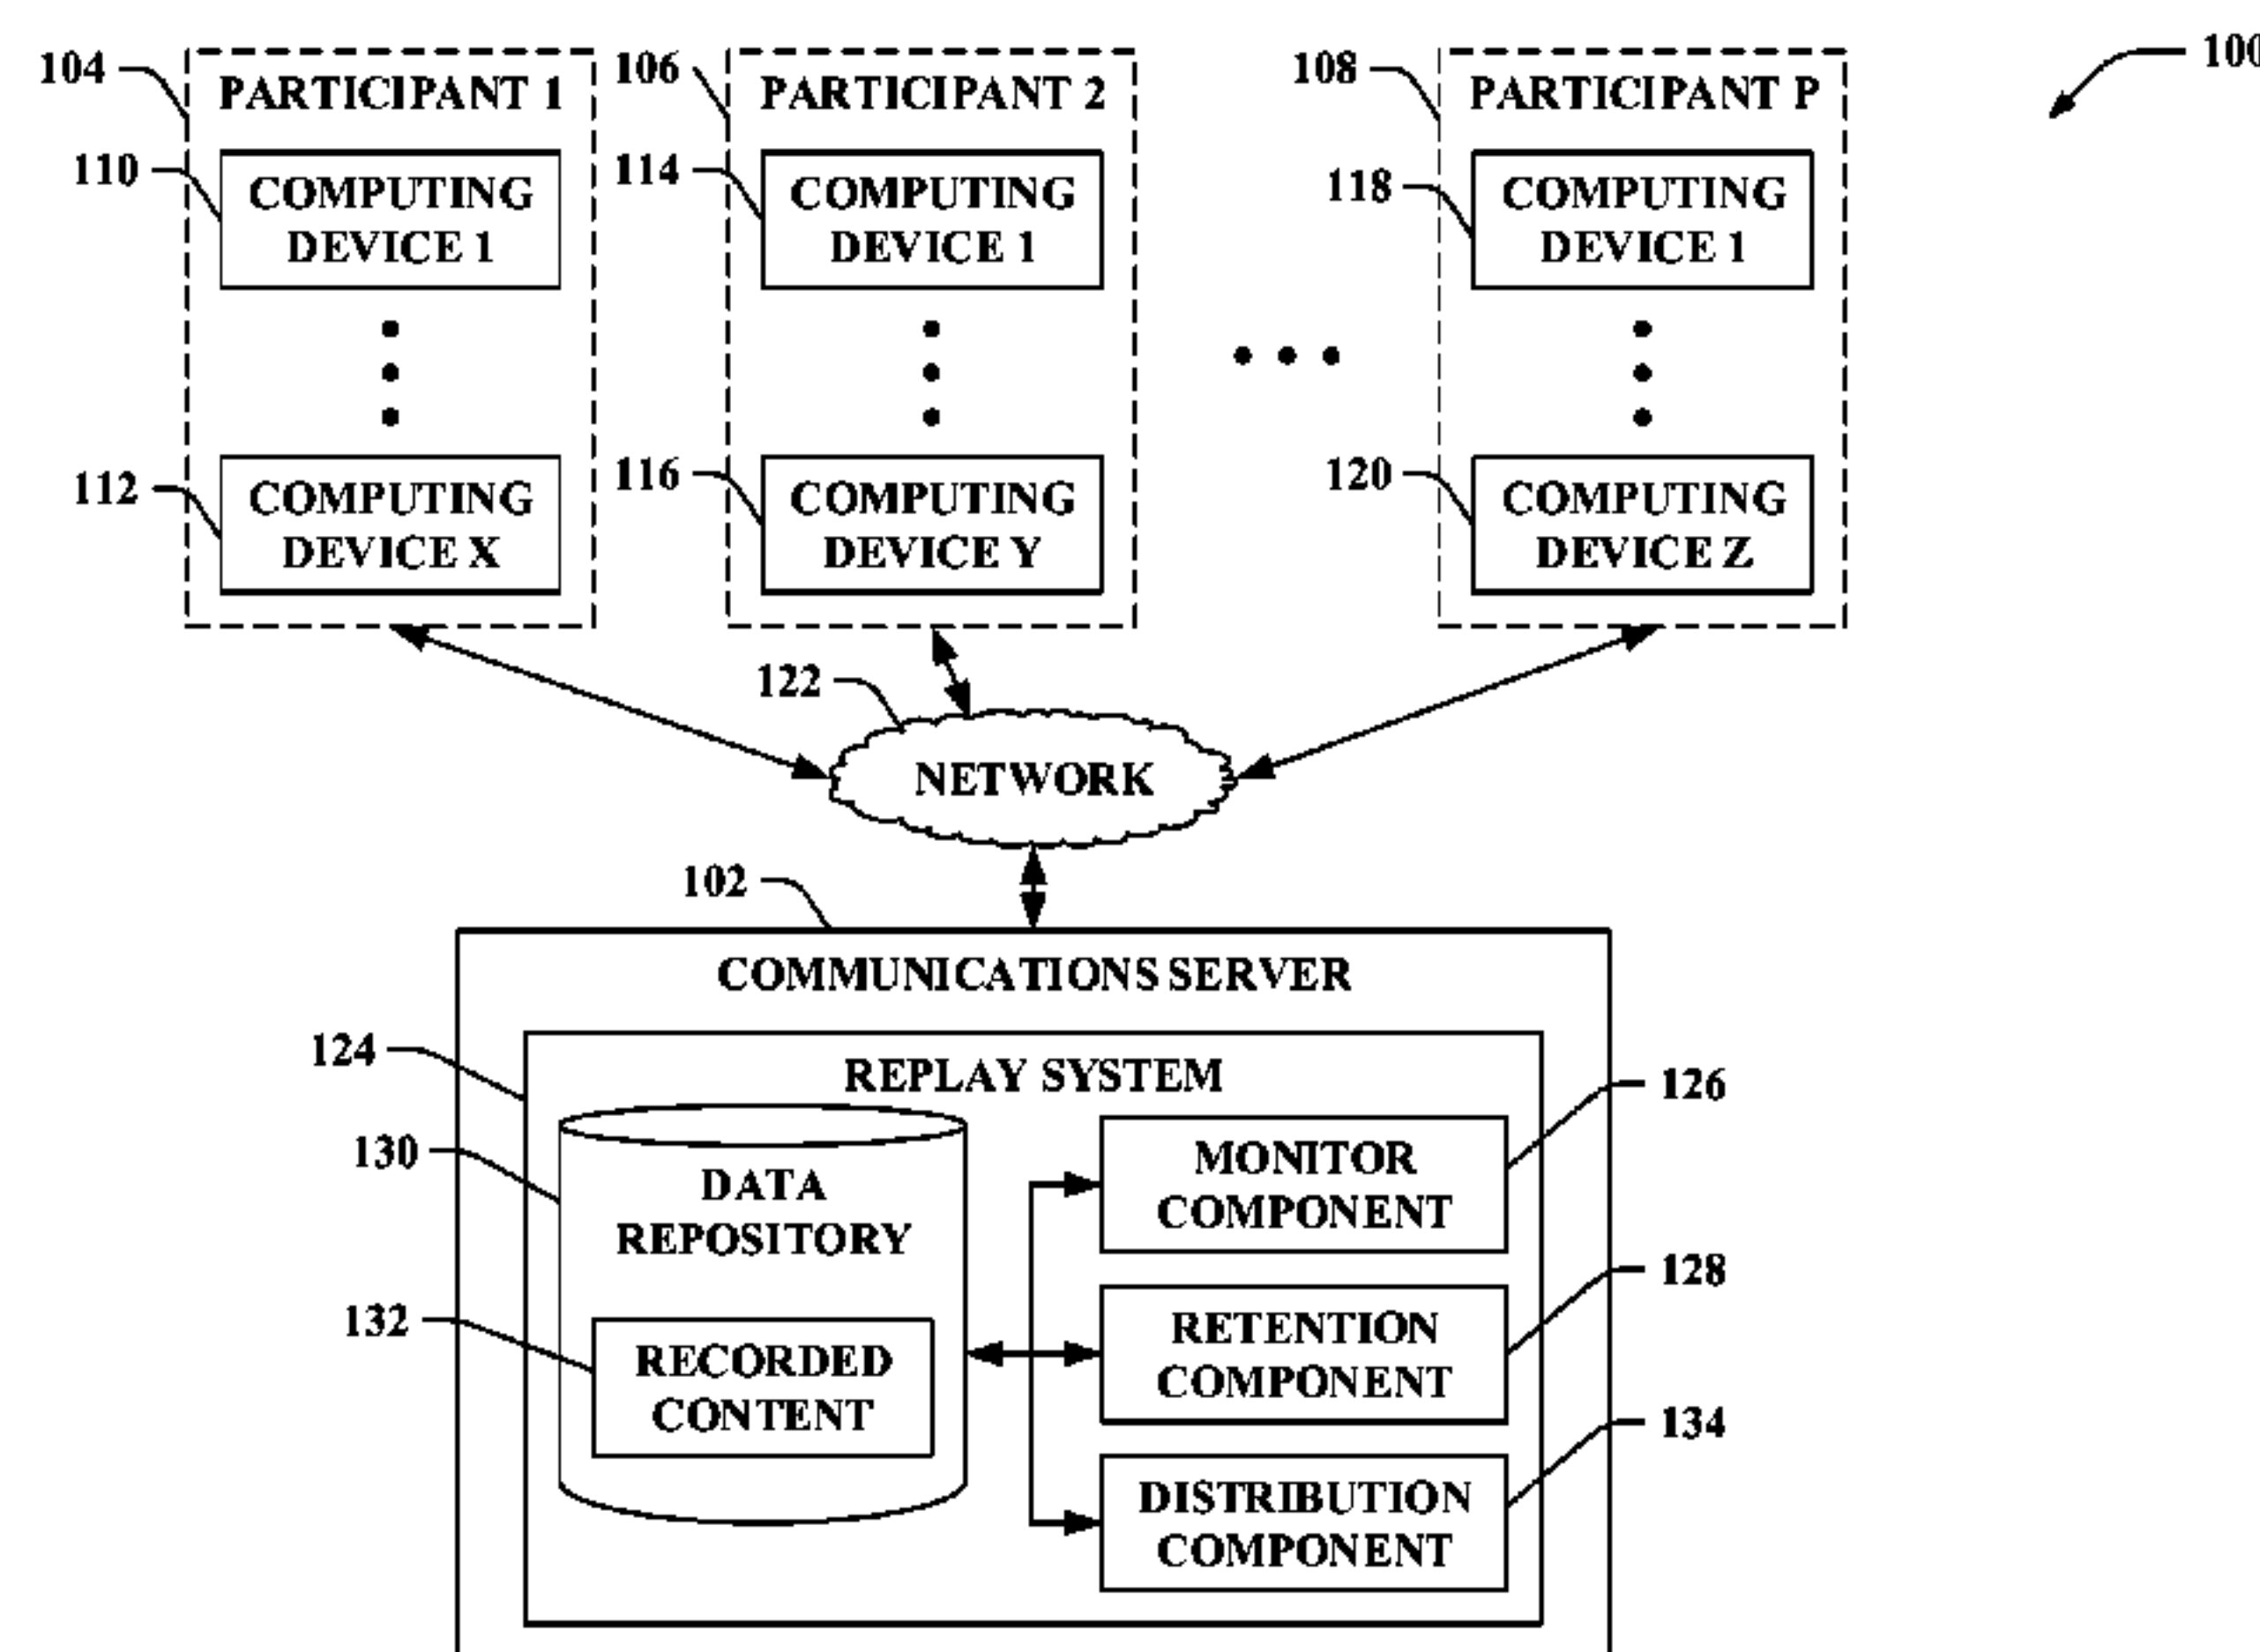 100
104
PARTICIPANT 1
106
PARTICIPANT 2
108
PARTICIPANT P
110
COMPUTING
DEVICE 1
114
COMPUTING
DEVICE 1
118
COMPUTING
DEVICE 1
112
COMPUTING
DEVICE X
116
COMPUTING
DEVICE Y
120
COMPUTING
DEVICE Z
122
NETWORK
102
COMMUNICATIONS SERVER
124
REPLAY SYSTEM
130
DATA
REPOSITORY
132
RECORDED
CONTENT
126
MONITOR
COMPONENT
128
RETENTION
COMPONENT
134
DISTRIBUTION
COMPONENT